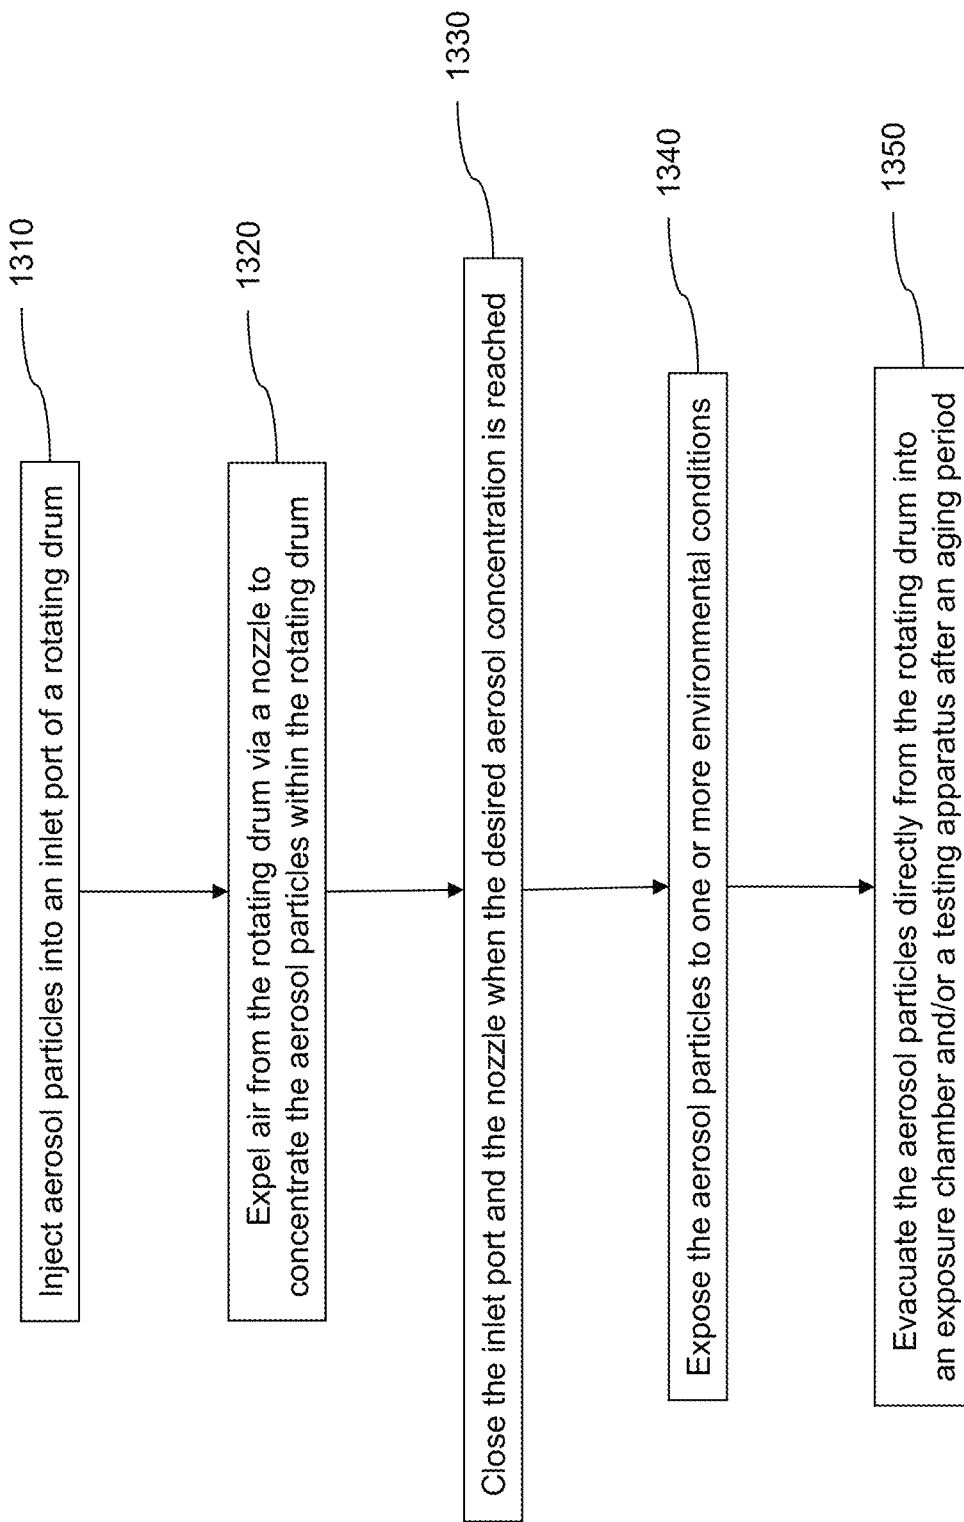 1310
Inject aerosol particles into an inlet port of a rotating drum
1320
Expel air from the rotating drum via a nozzle to
concentrate the aerosol particles within the rotating drum
1330
Close the inlet port and the nozzle when the desired aerosol concentration is reached
1340
Expose the aerosol particles to one or more environmental conditions
1350
Evacuate the aerosol particles directly from the rotating drum into
an exposure chamber and/or a testing apparatus after an aging period